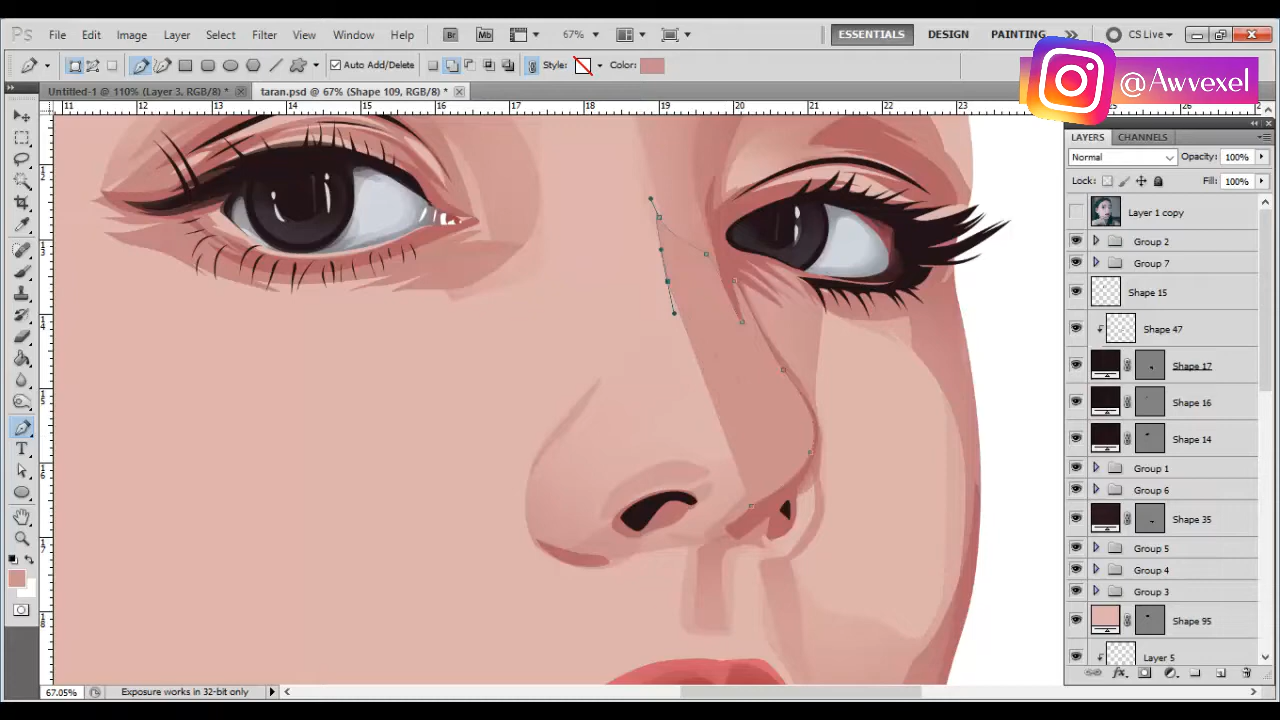 Ps File Edit Image Layer Select Filter View Window Help Br Mb 67% ESSENTIALS DESIGN PAINTING CS Live
@Awvexel
Auto Add/Delete Style: Color:
Untitled-1 @ 110% (Layer 3, RGB/8) * taran.psd @ 67% (Shape 109, RGB/8) *
11 12 13 14 15 16 17 18 19 20 21 22 23
LAYERS CHANNELS
Normal Opacity: 100%
Lock: Fill: 100%
Layer 1 copy
Group 2
Group 7
Shape 15
Shape 47
Shape 17
Shape 16
Shape 14
Group 1
Group 6
Shape 35
Group 5
Group 4
Group 3
Shape 95
Layer 5
67.05% Exposure works in 32-bit only